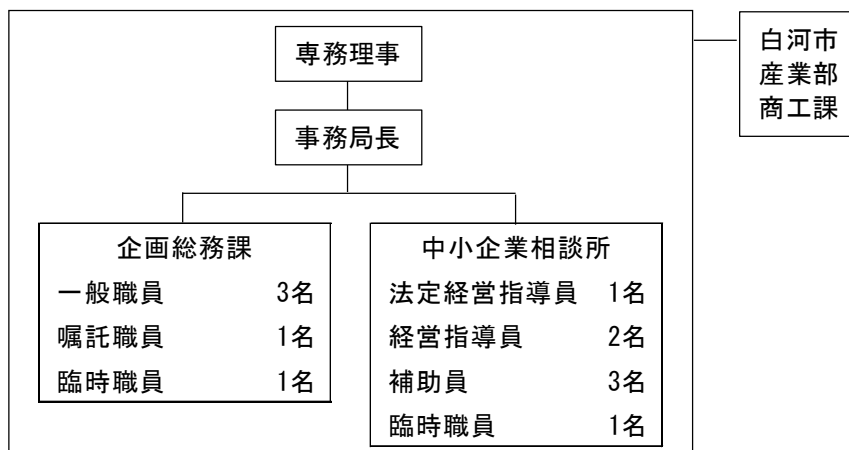 専務理事
事務局長
白河市
産業部
商工課
企画総務課
一般職員 3名
嘱託職員 1名
臨時職員 1名
中小企業相談所
法定経営指導員 1名
経営指導員 2名
補助員 3名
臨時職員 1名